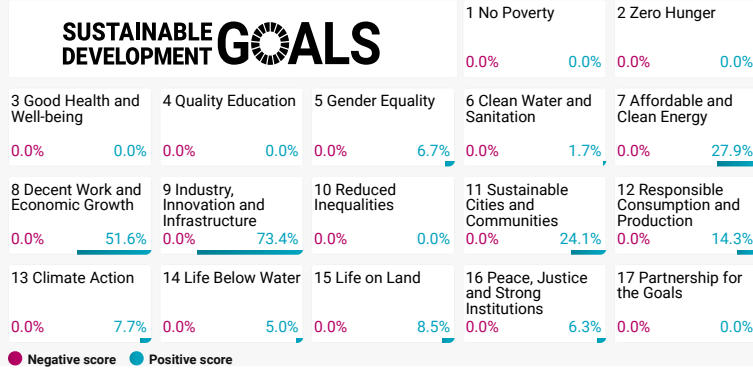 SUSTAINABLE
DEVELOPMENT
GOALS
1 No Poverty
0.0% 0.0%
2 Zero Hunger
0.0% 0.0%
3 Good Health and
Well-being
0.0% 0.0%
4 Quality Education
0.0% 0.0%
5 Gender Equality
0.0% 6.7%
6 Clean Water and
Sanitation
0.0% 1.7%
7 Affordable and
Clean Energy
0.0% 27.9%
8 Decent Work and
Economic Growth
0.0% 51.6%
9 Industry,
Innovation and
Infrastructure
0.0% 73.4%
10 Reduced
Inequalities
0.0% 0.0%
11 Sustainable
Cities and
Communities
0.0% 24.1%
12 Responsible
Consumption and
Production
0.0% 14.3%
13 Climate Action
0.0% 7.7%
14 Life Below Water
0.0% 5.0%
15 Life on Land
0.0% 8.5%
16 Peace, Justice
and Strong
Institutions
0.0% 6.3%
17 Partnership for
the Goals
0.0% 0.0%
Negative score Positive score